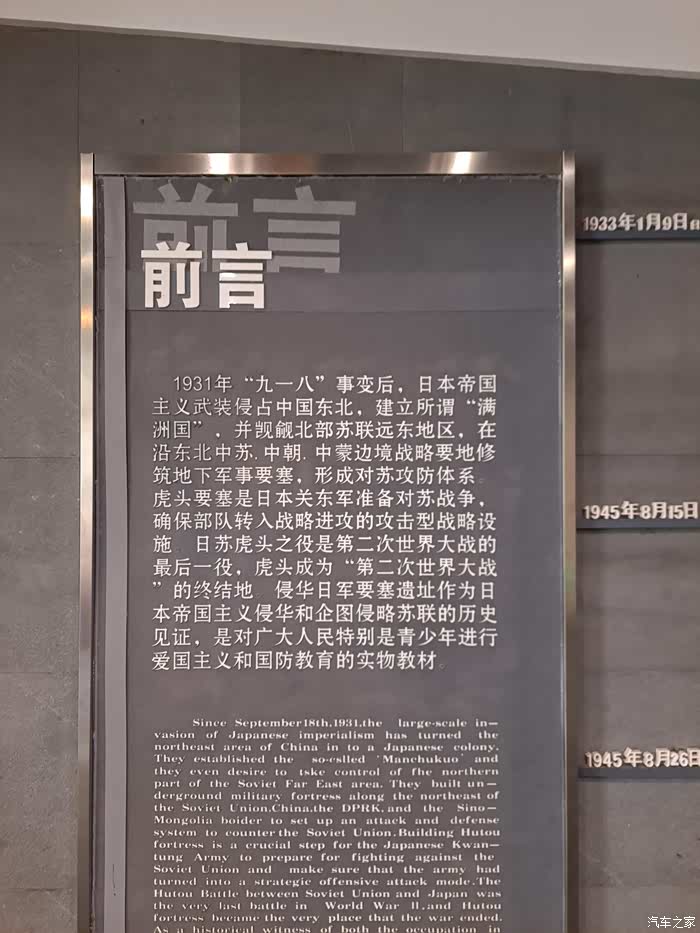 前言
前言
1931年“九一八”事变后，日本帝国
主义武装侵占中国东北，建立所谓“满
洲国”，并觊觎北部苏联远东地区，在
沿东北中苏.中朝.中蒙边境战略要地修
筑地下军事要塞，形成对苏攻防体系。
虎头要塞是日本关东军准备对苏战争，
确保部队转入战略进攻的攻击型战略设
施 日苏虎头之役是第二次世界大战的
最后一役，虎头成为“第二次世界大战
”的终结地 侵华日军要塞遗址作为日
本帝国主义侵华和企图侵略苏联的历史
见证，是对广大人民特别是青少年进行
爱国主义和国防教育的实物教材。
Since September18th,1931,the large-scale in-
vasion of Japanese imperialism has turned the
northeast area of China in to a Japanese colony.
They established the so-cslled 'Manchukuo' and
they even desire to tske control of fhe northern
part of the Soviet Far East area. They built un-
derground military fortress along the northeast of
the Soviet Union,China,the DPRK,and the Sino-
Mongolia boider to set up an attack and defense
system to counter the Soviet Union.Building Hutou
fortress is a crucial step for the Japanese Kwan-
tung Army to prepare for fighting against the
Soviet Union and make sure that the army had
turned into a strategic offensive attack mode.The
Hutou Battle between Soviet Union and Japan was
the very last battle in World War II,and Hutou
fortress became the very place that the war ended.
As a historical witness of both the occupation in
1933年1月9日
1945年8月15日
1945年8月26日
汽车之家